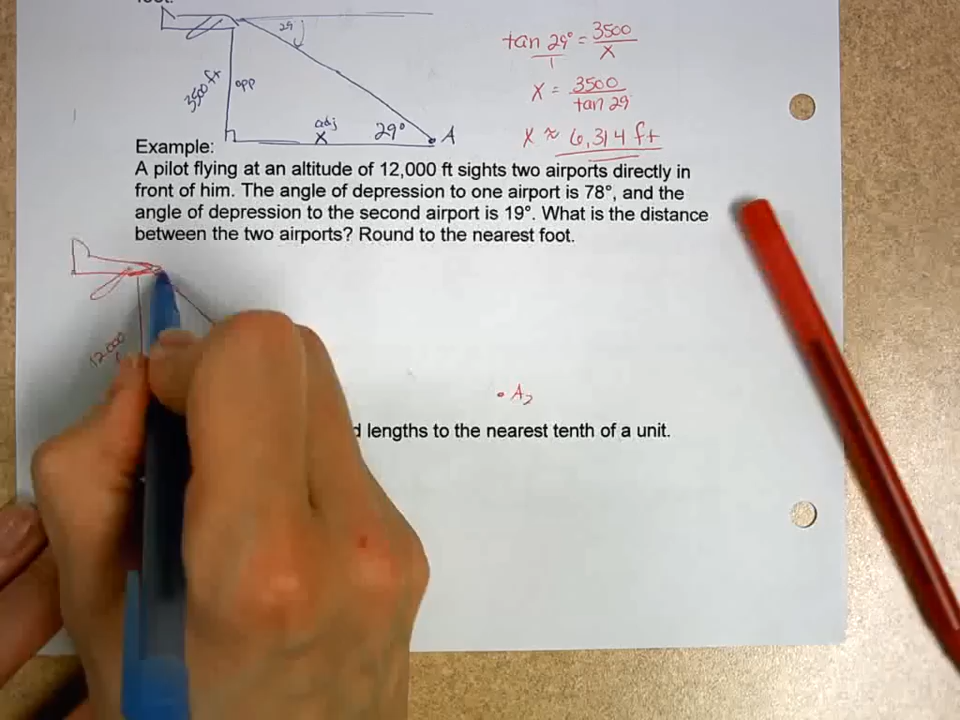 29
tan 29° = 3500
1 x
3500 ft
opp
x = 3500
tan 29
adj
x
29°
A
x ≈ 6,314 ft
Example:
A pilot flying at an altitude of 12,000 ft sights two airports directly in
front of him. The angle of depression to one airport is 78°, and the
angle of depression to the second airport is 19°. What is the distance
between the two airports? Round to the nearest foot.
12,000
A₂
lengths to the nearest tenth of a unit.